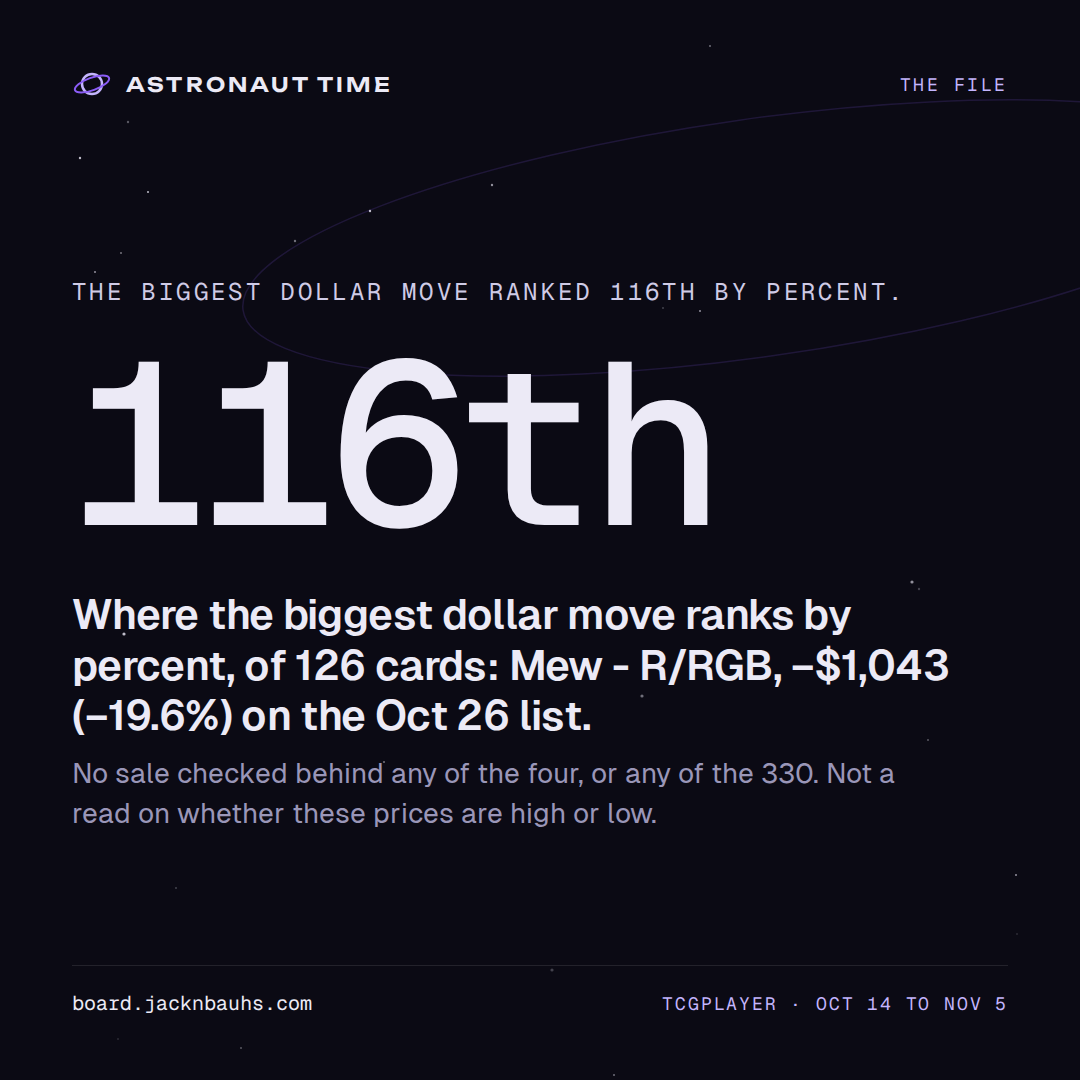 ASTRONAUT TIME
THE FILE
THE BIGGEST DOLLAR MOVE RANKED 116TH BY PERCENT.
116th
Where the biggest dollar move ranks by
percent, of 126 cards: Mew - R/RGB, −$1,043
(−19.6%) on the Oct 26 list.
No sale checked behind any of the four, or any of the 330. Not a
read on whether these prices are high or low.
board.jacknbauhs.com
TCGPLAYER · OCT 14 TO NOV 5